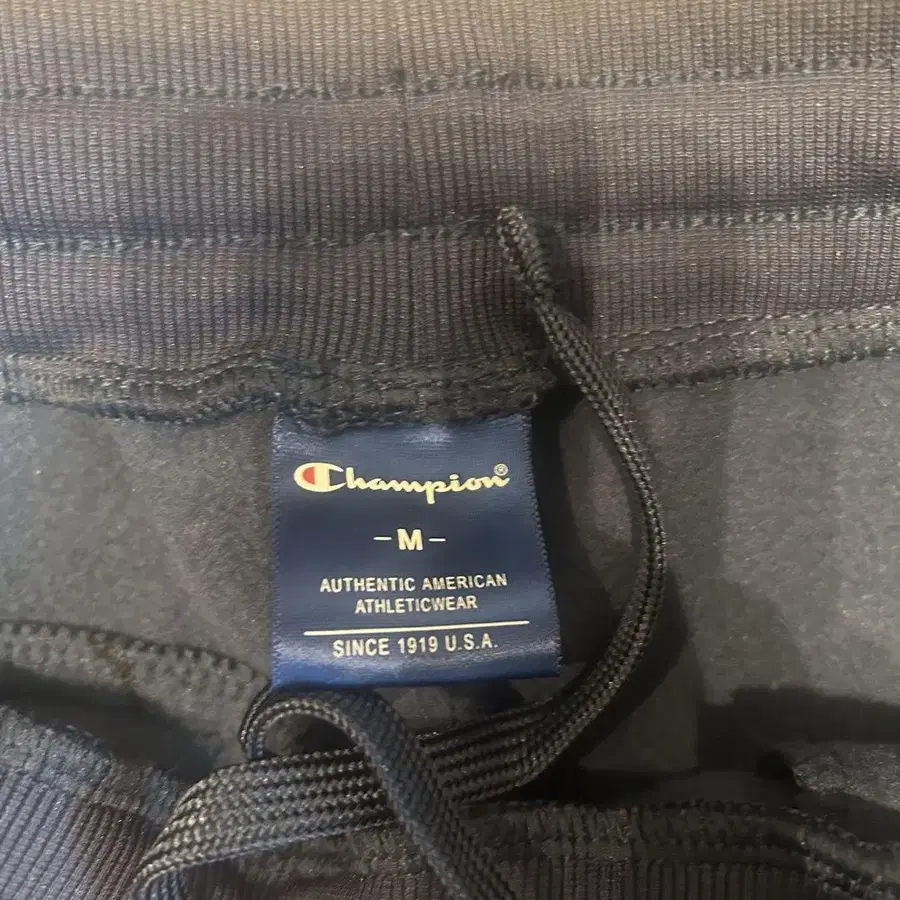 Champion®
-M-
AUTHENTIC AMERICAN
ATHLETICWEAR
SINCE 1919 U.S.A.